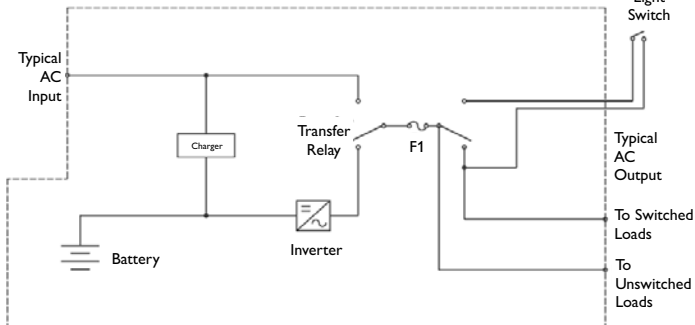 Switch
Typical
AC
Input
Charger
Transfer
Relay
F1
Typical
AC
Output
To Switched
Loads
Inverter
Battery
To
Unswitched
Loads